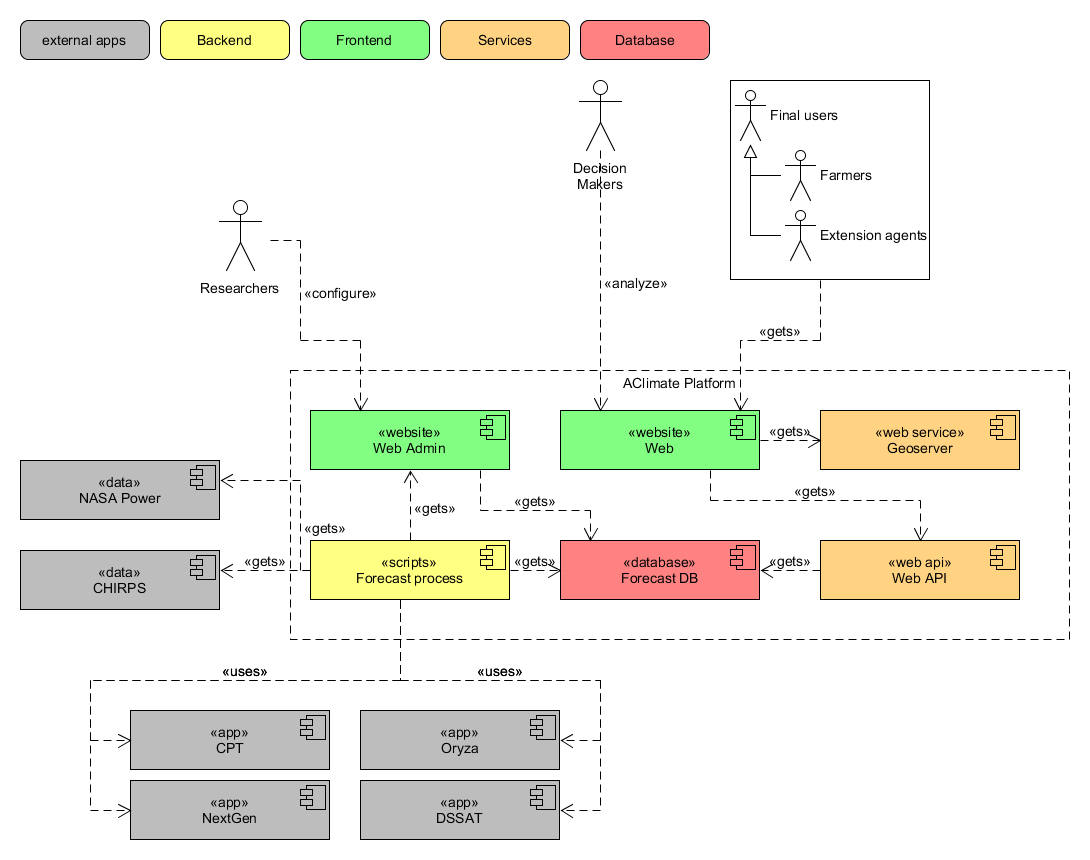 external apps
Backend
Frontend
Services
Database
Final users
Decision
Makers
Farmers
Extension agents
Researchers
«configure»
«analyze»
«gets»
AClimate Platform
«website»
Web Admin
«website»
Web
«gets»
«web service»
Geoserver
«data»
NASA Power
«gets»
«gets»
«gets»
«gets»
«data»
CHIRPS
«gets»
«scripts»
Forecast process
«gets»
«database»
Forecast DB
«gets»
«web api»
Web API
«uses»
«uses»
«app»
CPT
«app»
Oryza
«app»
NextGen
«app»
DSSAT